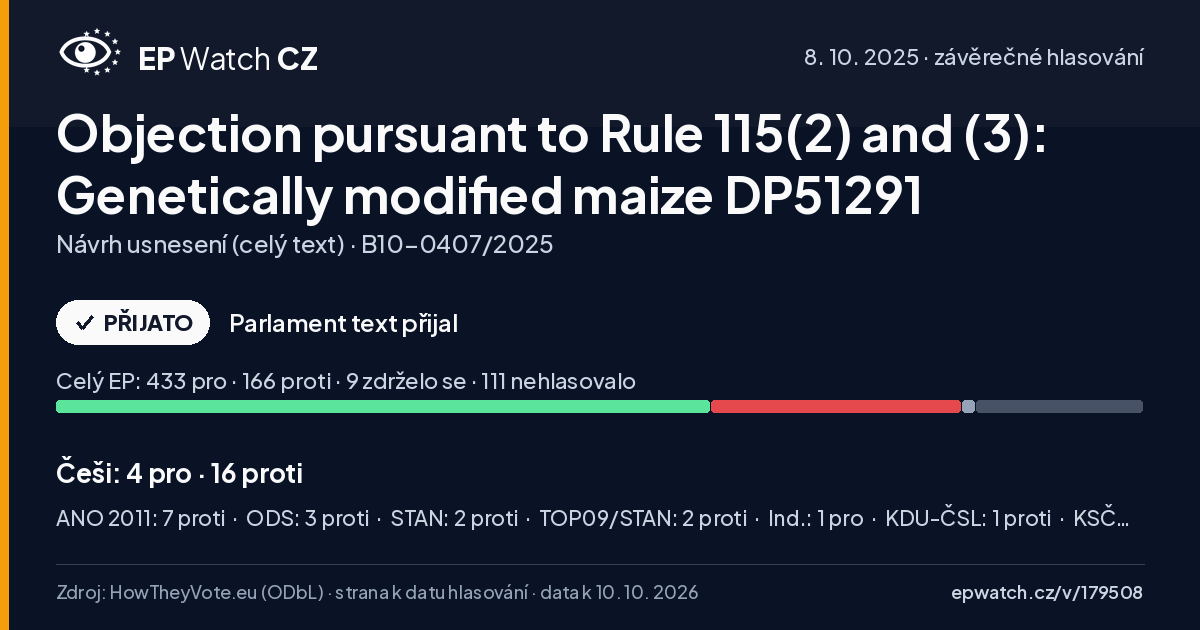 EP Watch CZ
8. 10. 2025 · závěrečné hlasování
Objection pursuant to Rule 115(2) and (3):
Genetically modified maize DP51291
Návrh usnesení (celý text) · B10-0407/2025
✓ PŘIJATO
Parlament text přijal
Celý EP: 433 pro · 166 proti · 9 zdrželo se · 111 nehlasovalo
Češi: 4 pro · 16 proti
ANO 2011: 7 proti · ODS: 3 proti · STAN: 2 proti · TOP09/STAN: 2 proti · Ind.: 1 pro · KDU-ČSL: 1 proti · KSČ…
Zdroj: HowTheyVote.eu (ODbL) · strana k datu hlasování · data k 10. 10. 2026
epwatch.cz/v/179508